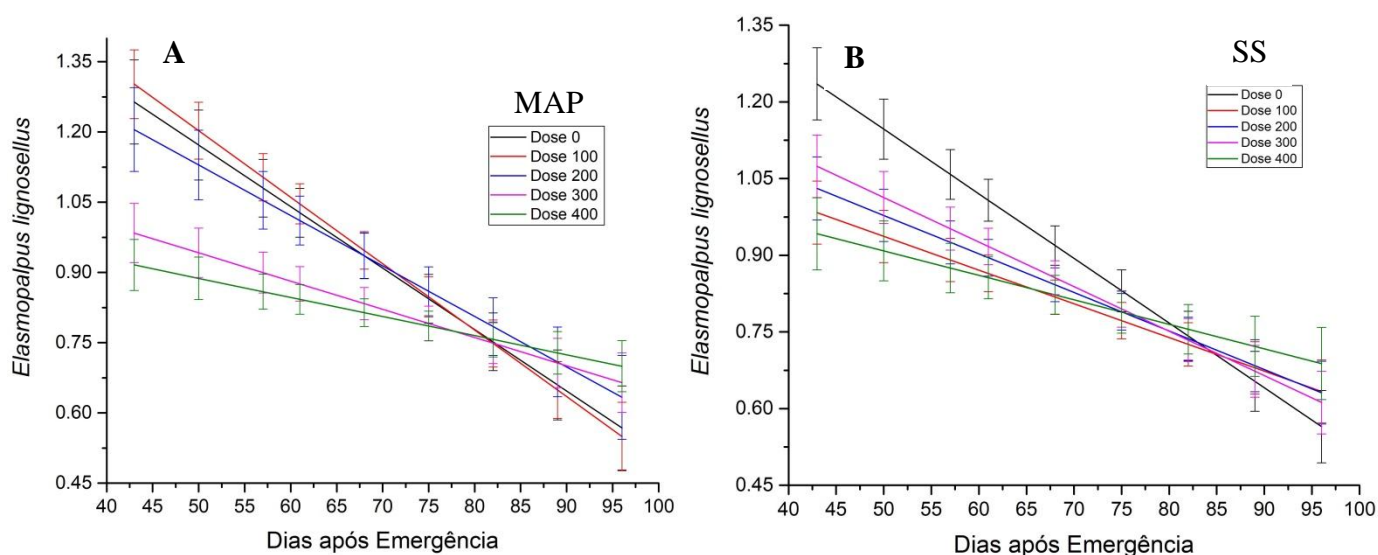 A
MAP
Dose 0
Dose 100
Dose 200
Dose 300
Dose 400
Elasmopalpus lignosellus
1.35
1.20
1.05
0.90
0.75
0.60
0.45
40 45 50 55 60 65 70 75 80 85 90 95 100
Dias após Emergência
B
SS
Dose 0
Dose 100
Dose 200
Dose 300
Dose 400
Elasmopalpus lignosellus
1.35
1.20
1.05
0.90
0.75
0.60
0.45
40 45 50 55 60 65 70 75 80 85 90 95 100
Dias após Emergência